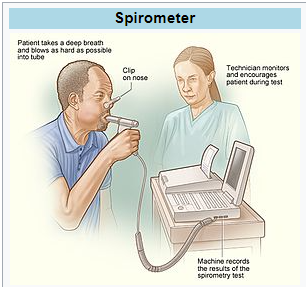 Spirometer
Patient takes a deep breath
and blows as hard as possible
into tube
Clip
on nose
Technician monitors
and encourages
patient during test
Machine records
the results of the
spirometry test